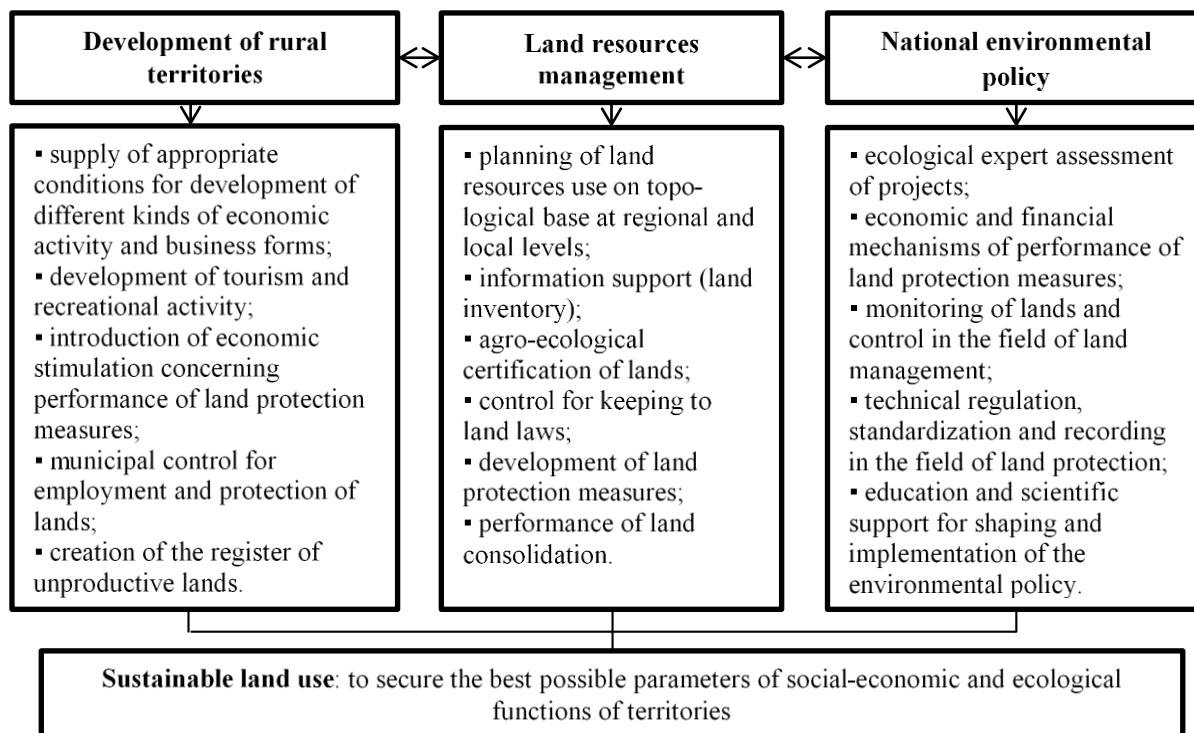 Development of rural
territories
Land resources
management
National environmental
policy
▪ supply of appropriate
conditions for development of
different kinds of economic
activity and business forms;
▪ development of tourism and
recreational activity;
▪ introduction of economic
stimulation concerning
performance of land protection
measures;
▪ municipal control for
employment and protection of
lands;
▪ creation of the register of
unproductive lands.
▪ planning of land
resources use on topo-
logical base at regional and
local levels;
▪ information support (land
inventory);
▪ agro-ecological
certification of lands;
▪ control for keeping to
land laws;
▪ development of land
protection measures;
▪ performance of land
consolidation.
▪ ecological expert assessment
of projects;
▪ economic and financial
mechanisms of performance of
land protection measures;
▪ monitoring of lands and
control in the field of land
management;
▪ technical regulation,
standardization and recording
in the field of land protection;
▪ education and scientific
support for shaping and
implementation of the
environmental policy.
Sustainable land use: to secure the best possible parameters of social-economic and ecological
functions of territories